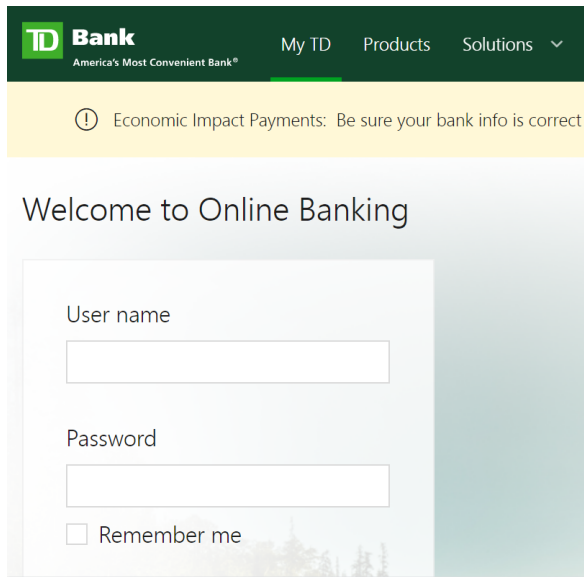 TD Bank
America's Most Convenient Bank®
My TD Products Solutions
Economic Impact Payments: Be sure your bank info is correct
Welcome to Online Banking
User name
Password
Remember me